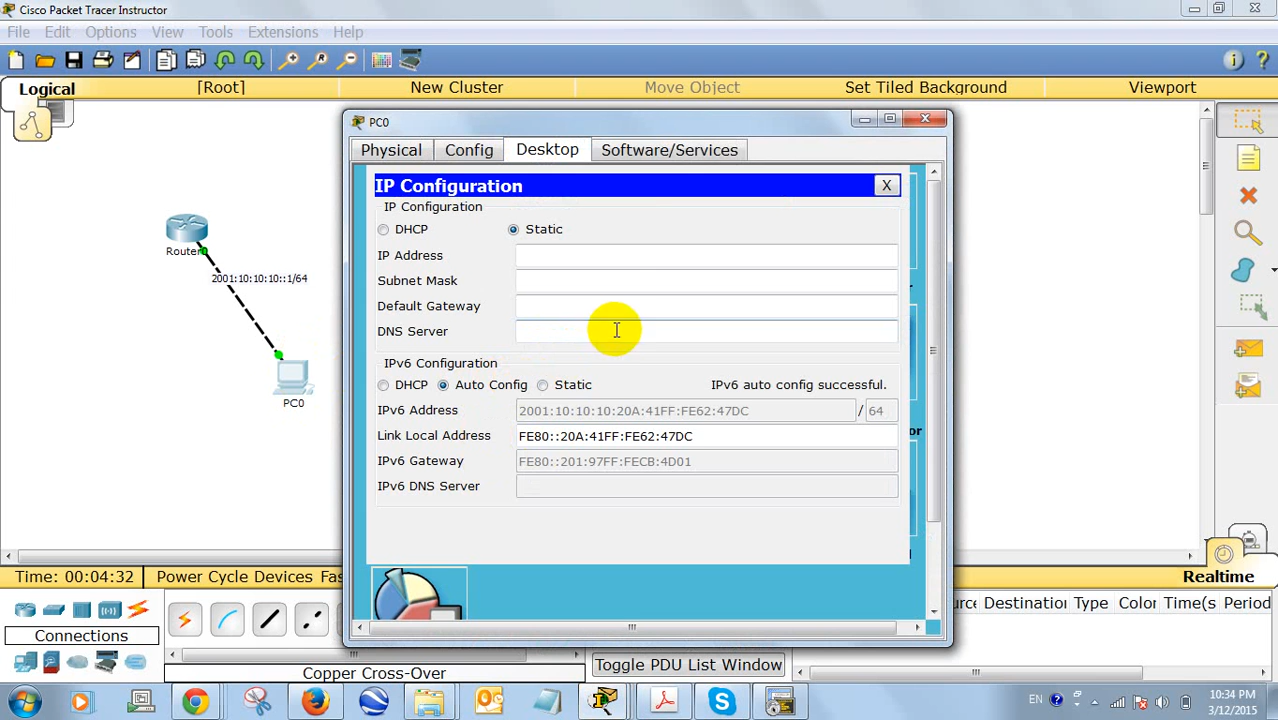 Cisco Packet Tracer Instructor
File Edit Options View Tools Extensions Help
Logical [Root] New Cluster Move Object Set Tiled Background Viewport
PC0
Physical Config Desktop Software/Services
IP Configuration X
IP Configuration
DHCP Static
IP Address
Subnet Mask
Default Gateway
DNS Server
IPv6 Configuration
DHCP Auto Config Static IPv6 auto config successful.
IPv6 Address 2001:10:10:10:20A:41FF:FE62:47DC / 64
Link Local Address FE80::20A:41FF:FE62:47DC
IPv6 Gateway FE80::201:97FF:FECB:4D01
IPv6 DNS Server
Router
2001:10:10:10::1/64
PC0
or
Time: 00:04:32 Power Cycle Devices Fas
Realtime
Connections
Copper Cross-Over
Toggle PDU List Window
urce Destination Type Color Time(s Period
EN
10:34 PM
3/12/2015